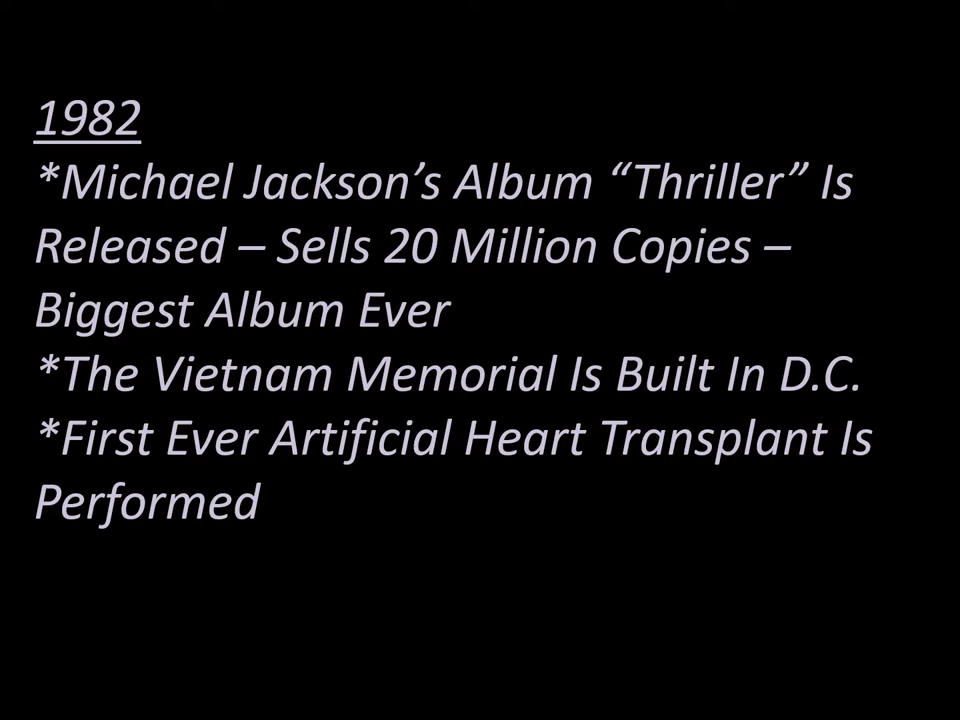 1982
*Michael Jackson’s Album “Thriller” Is
Released – Sells 20 Million Copies –
Biggest Album Ever
*The Vietnam Memorial Is Built In D.C.
*First Ever Artificial Heart Transplant Is
Performed